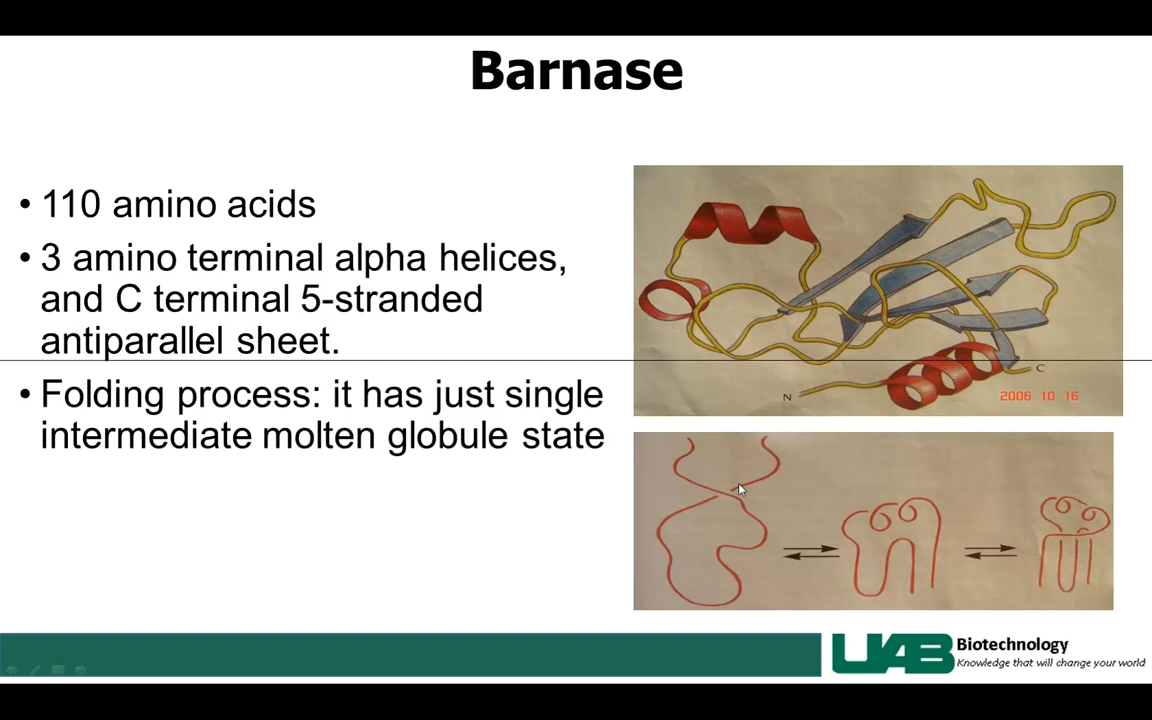 Barnase
• 110 amino acids
• 3 amino terminal alpha helices,
and C terminal 5-stranded
antiparallel sheet.
• Folding process: it has just single
intermediate molten globule state
N
C
2006 10 16
UAB Biotechnology
Knowledge that will change your world